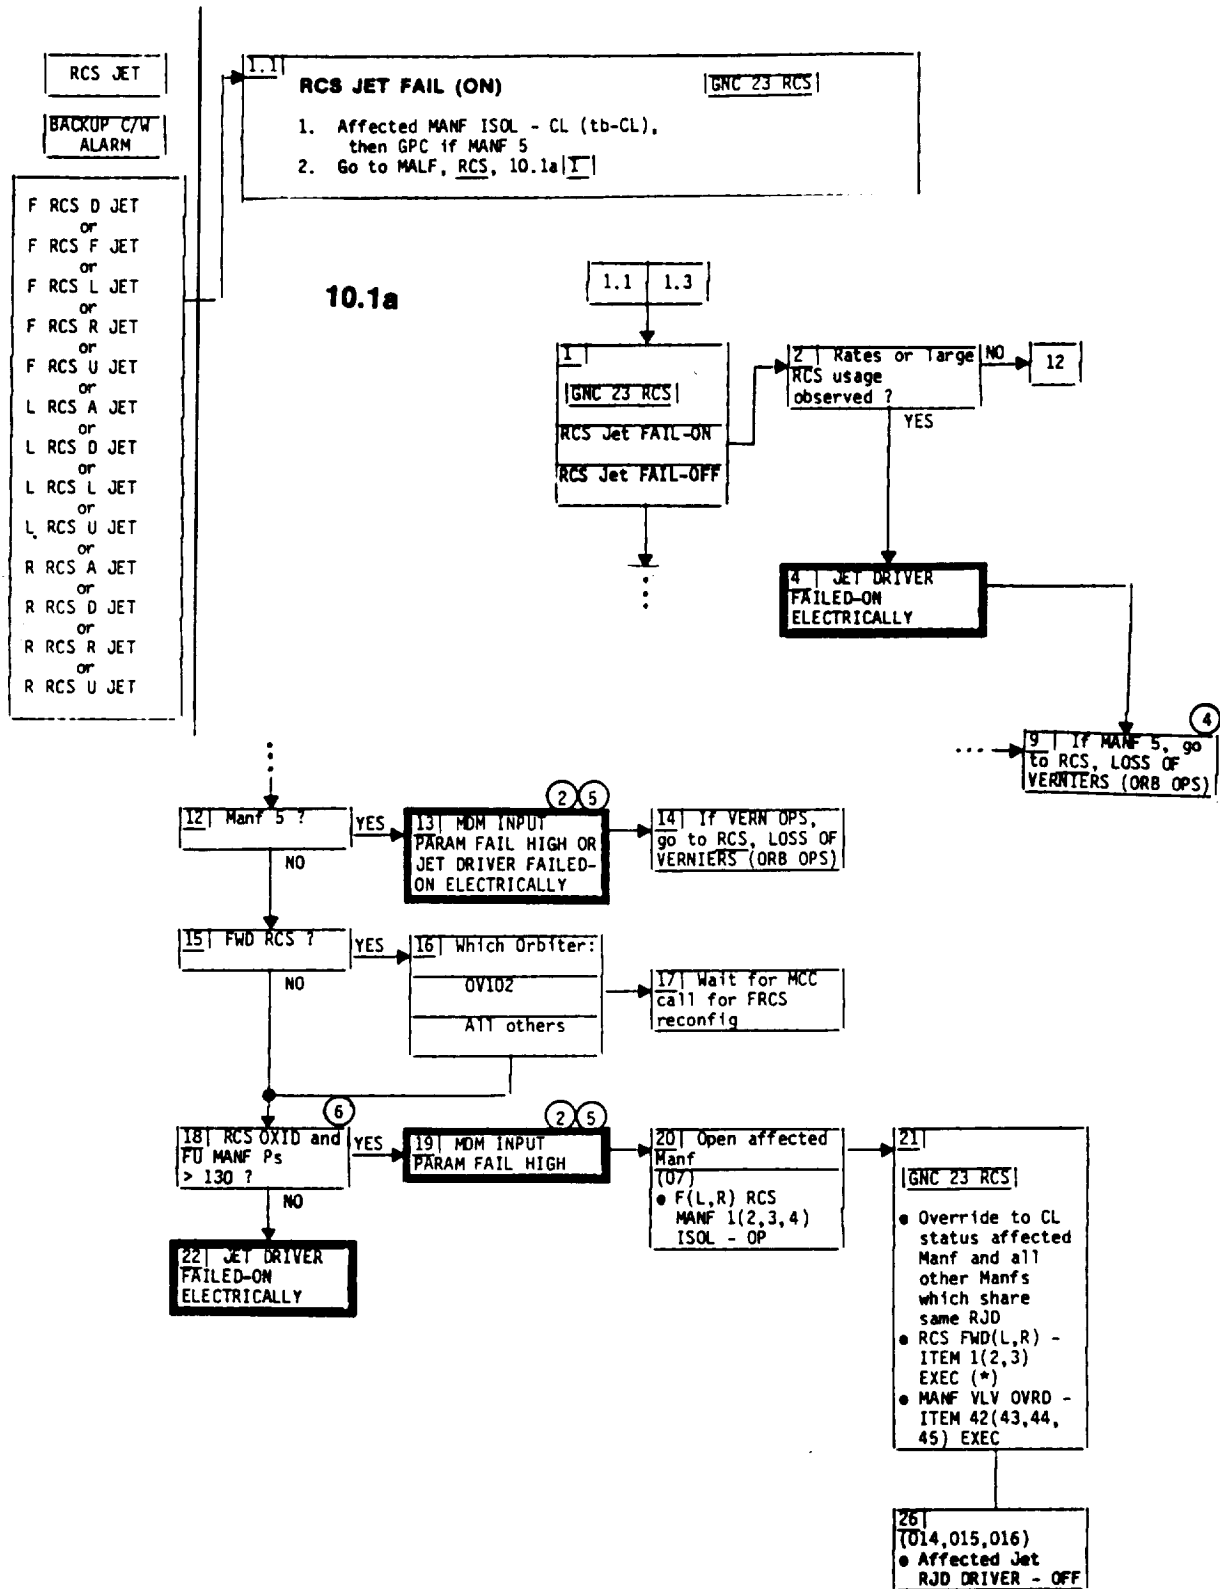 RCS JET
BACKUP C/W
ALARM
F RCS D JET
or
F RCS F JET
or
F RCS L JET
or
F RCS R JET
or
F RCS U JET
or
L RCS A JET
or
L RCS D JET
or
L RCS L JET
or
L RCS U JET
or
R RCS A JET
or
R RCS D JET
or
R RCS R JET
or
R RCS U JET
1.1
RCS JET FAIL (ON)
GNC 23 RCS
1. Affected MANF ISOL - CL (tb-CL),
then GPC if MANF 5
2. Go to MALF, RCS, 10.1a 1
10.1a
1.1 1.3
1
GNC 23 RCS
RCS Jet FAIL-ON
RCS Jet FAIL-OFF
2 Rates or large
RCS usage
observed ?
NO
12
YES
4 JET DRIVER
FAILED-ON
ELECTRICALLY
4
9 If MANF 5, go
to RCS, LOSS OF
VERNIERS (ORB OPS)
12 Manf 5 ?
YES
NO
2 5
13 MDM INPUT
PARAM FAIL HIGH OR
JET DRIVER FAILED-
ON ELECTRICALLY
14 If VERN OPS,
go to RCS, LOSS OF
VERNIERS (ORB OPS)
15 FWD RCS ?
YES
NO
16 Which Orbiter:
OV102
All others
17 Wait for MCC
call for FRCS
reconfig
6
18 RCS OXID and
FU MANF Ps
> 130 ?
YES
NO
2 5
19 MDM INPUT
PARAM FAIL HIGH
20 Open affected
Manf
(O7)
● F(L,R) RCS
MANF 1(2,3,4)
ISOL - OP
21
GNC 23 RCS
● Override to CL
status affected
Manf and all
other Manfs
which share
same RJD
● RCS FWD(L,R) -
ITEM 1(2,3)
EXEC (*)
● MANF VLV OVRD -
ITEM 42(43,44,
45) EXEC
22 JET DRIVER
FAILED-ON
ELECTRICALLY
26
(014,015,016)
● Affected Jet
RJD DRIVER - OFF